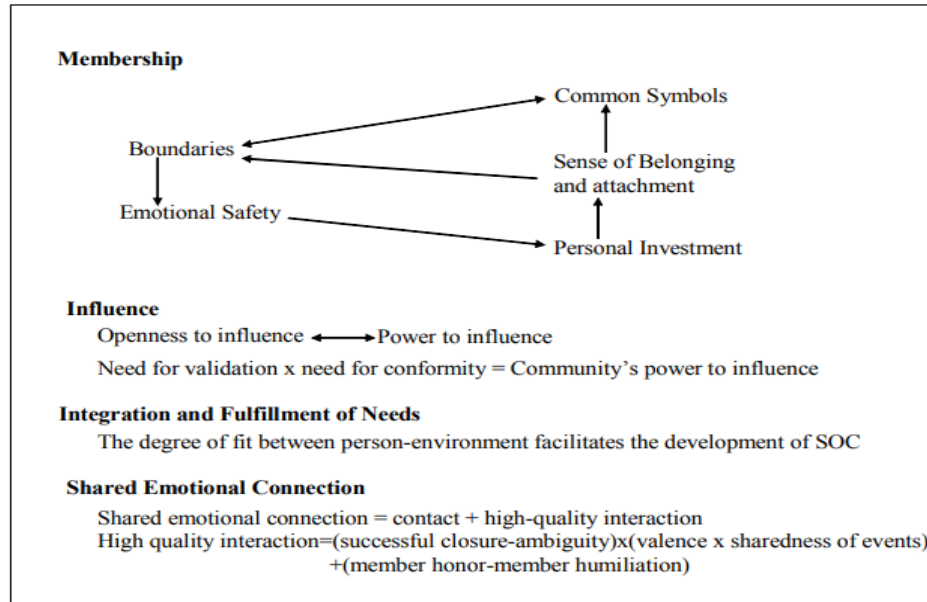 Membership
Common Symbols
Boundaries
Sense of Belonging
and attachment
Emotional Safety
Personal Investment
Influence
Openness to influence Power to influence
Need for validation x need for conformity = Community's power to influence
Integration and Fulfillment of Needs
The degree of fit between person-environment facilitates the development of SOC
Shared Emotional Connection
Shared emotional connection = contact + high-quality interaction
High quality interaction=(successful closure-ambiguity)x(valence x sharedness of events)
+(member honor-member humiliation)